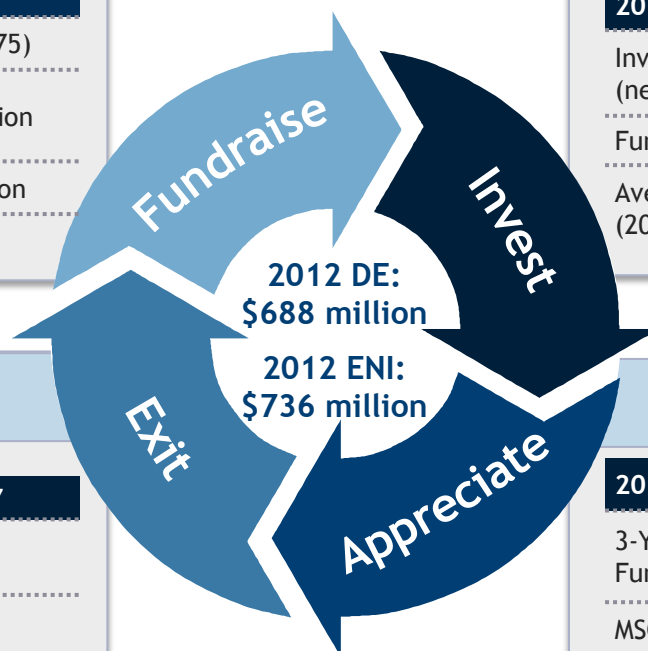 75)
ion
on
20
Inv
(ne
Fur
Ave
(20
Fundraise
Invest
2012 DE:
$688 million
2012 ENI:
$736 million
Exit
Appreciate
20
3-Y
Fur
MSC